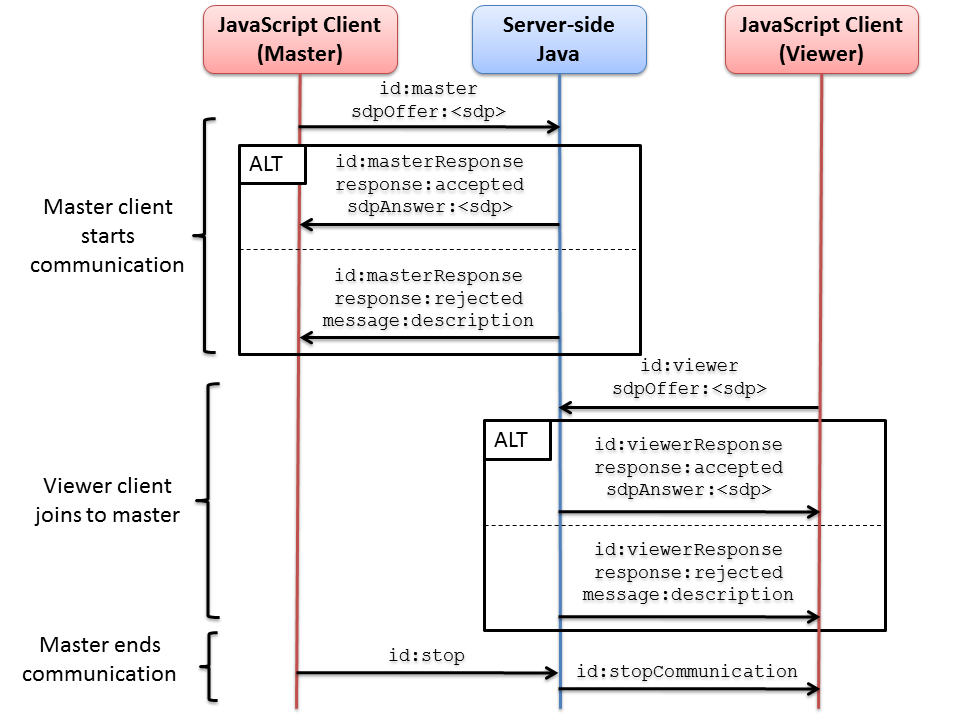 JavaScript Client
(Master)
Server-side
Java
JavaScript Client
(Viewer)
id:master
sdpOffer:<sdp>
ALT
id:masterResponse
response:accepted
sdpAnswer:<sdp>
Master client
starts
communication
id:masterResponse
response:rejected
message:description
id:viewer
sdpOffer:<sdp>
ALT
id:viewerResponse
response:accepted
sdpAnswer:<sdp>
Viewer client
joins to master
id:viewerResponse
response:rejected
message:description
Master ends
communication
id:stop
id:stopCommunication